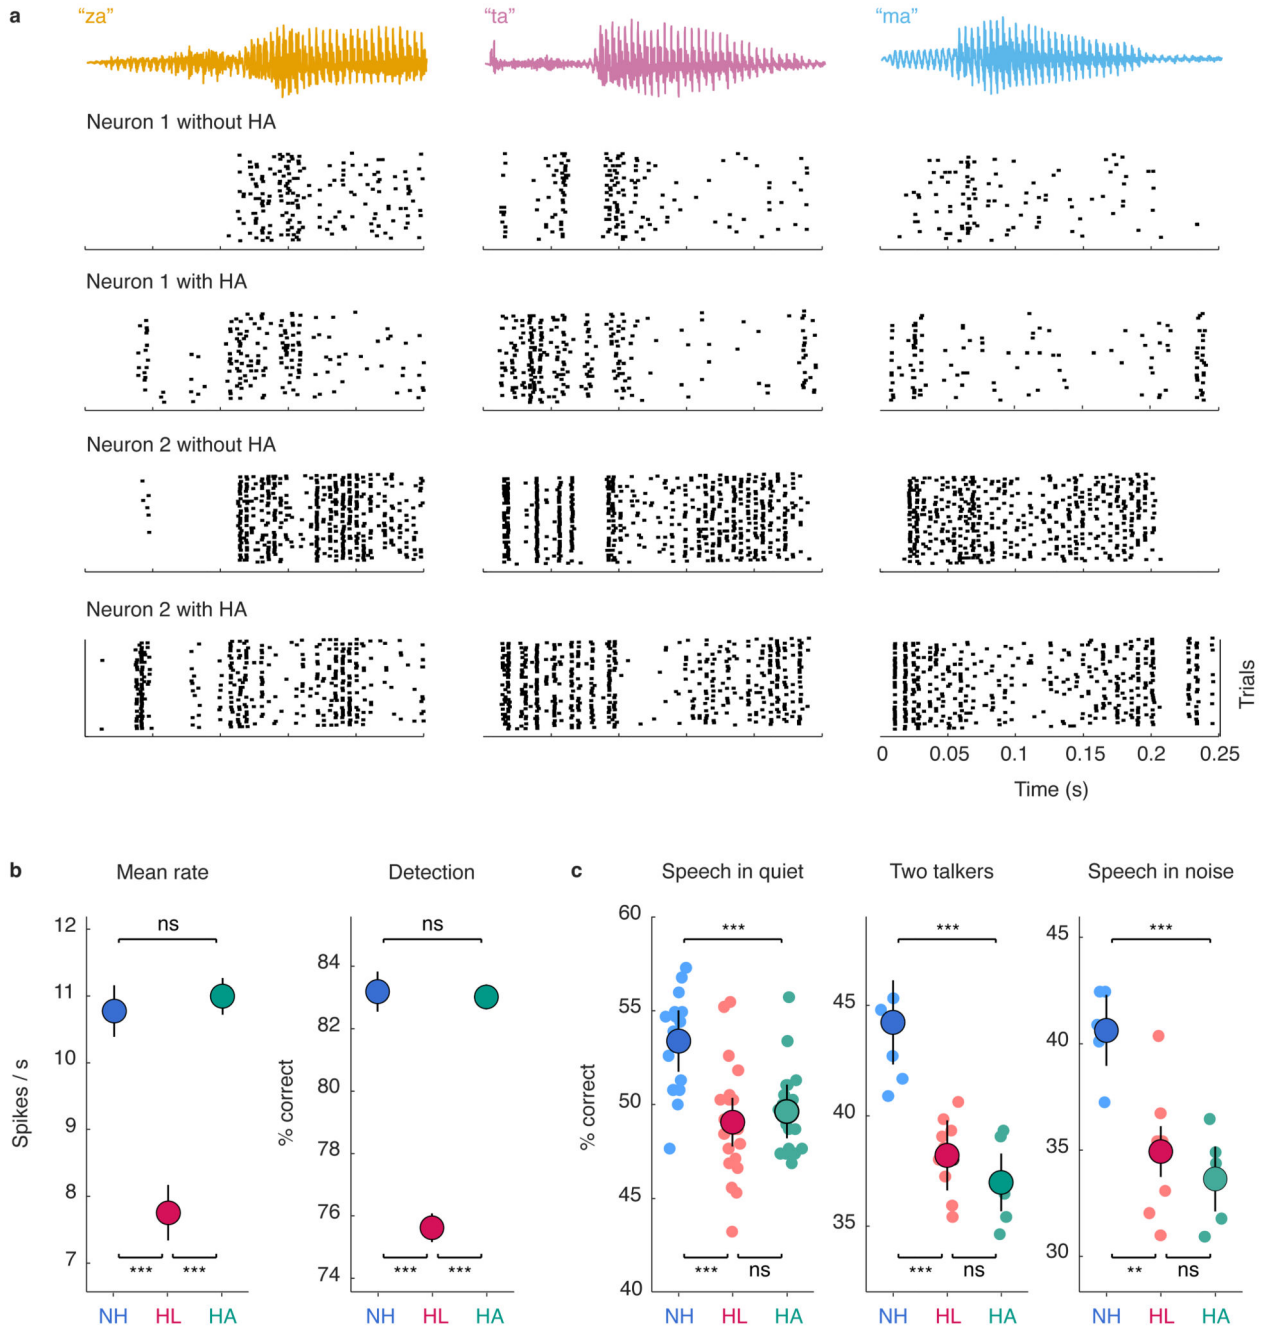 a “za” “ta” “ma”
Neuron 1 without HA
Neuron 1 with HA
Neuron 2 without HA
Neuron 2 with HA
Trials
0 0.05 0.1 0.15 0.2 0.25
Time (s)
b Mean rate Detection
Spikes / s
12
11
10
9
8
7
ns
*** ***
NH HL HA
% correct
84
82
80
78
76
74
ns
*** ***
NH HL HA
c Speech in quiet Two talkers Speech in noise
% correct
60
55
50
45
40
***
*** ns
NH HL HA
45
40
35
***
*** ns
NH HL HA
45
40
35
30
***
** ns
NH HL HA